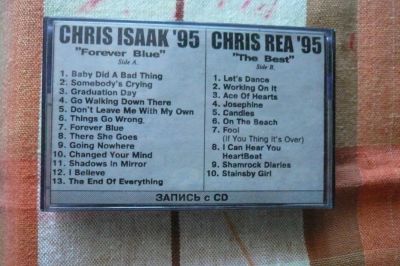 CHRIS ISAAK '95
"Forever Blue"
Side A.
1. Baby Did A Bad Thing
2. Somebody's Crying
3. Graduation Day
4. Go Walking Down There
5. Don't Leave Me With My Own
6. Things Go Wrong.
7. Forever Blue
8. There She Goes
9. Going Nowhere
10. Changed Your Mind
11. Shadows In Mirror
12. I Believe
13. The End Of Everything
CHRIS REA '95
"The Best"
Side B.
1. Let's Dance
2. Working On It
3. Ace Of Hearts
4. Josephine
5. Candles
6. On The Beach
7. Fool
(If You Thing It's Over)
8. I Can Hear You
HeartBeat
9. Shamrock Diaries
10. Stainsby Girl
ЗАПИСЬ с CD